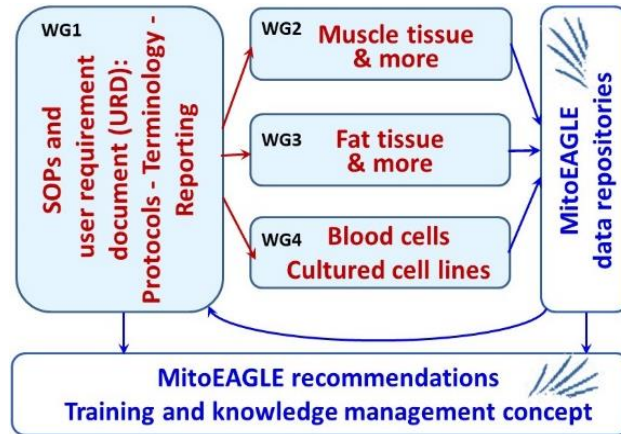 WG1
SOPs and
user requirement
document (URD):
Protocols - Terminology -
Reporting
WG2
Muscle tissue
& more
WG3
Fat tissue
& more
WG4
Blood cells
Cultured cell lines
MitoEAGLE
data repositories
MitoEAGLE recommendations
Training and knowledge management concept